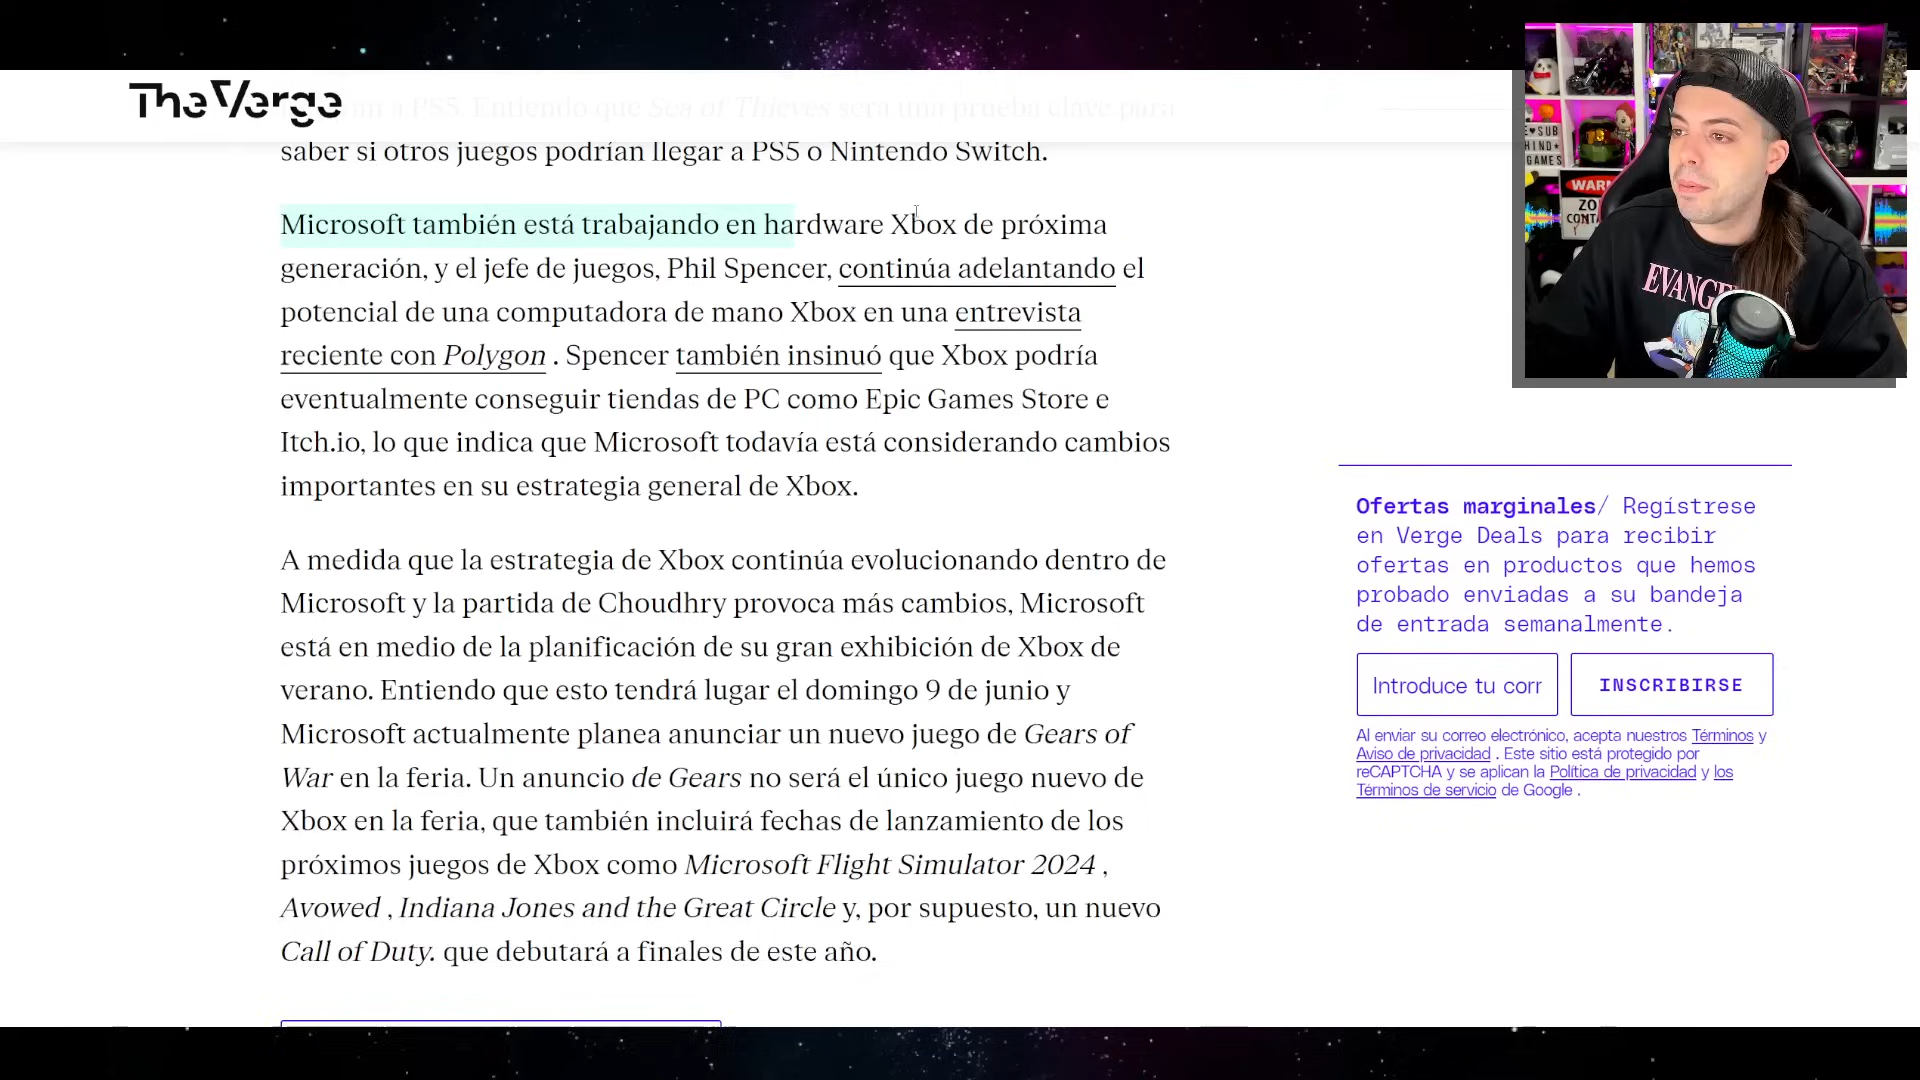 The Verge
a PS5. Entiendo que Sea of Thieves será una prueba clave para
saber si otros juegos podrían llegar a PS5 o Nintendo Switch.
Microsoft también está trabajando en hardware Xbox de próxima
generación, y el jefe de juegos, Phil Spencer, continúa adelantando el
potencial de una computadora de mano Xbox en una entrevista
reciente con Polygon . Spencer también insinuó que Xbox podría
eventualmente conseguir tiendas de PC como Epic Games Store e
Itch.io, lo que indica que Microsoft todavía está considerando cambios
importantes en su estrategia general de Xbox.
A medida que la estrategia de Xbox continúa evolucionando dentro de
Microsoft y la partida de Choudhry provoca más cambios, Microsoft
está en medio de la planificación de su gran exhibición de Xbox de
verano. Entiendo que esto tendrá lugar el domingo 9 de junio y
Microsoft actualmente planea anunciar un nuevo juego de Gears of
War en la feria. Un anuncio de Gears no será el único juego nuevo de
Xbox en la feria, que también incluirá fechas de lanzamiento de los
próximos juegos de Xbox como Microsoft Flight Simulator 2024 ,
Avowed , Indiana Jones and the Great Circle y, por supuesto, un nuevo
Call of Duty. que debutará a finales de este año.
Ofertas marginales/ Regístrese
en Verge Deals para recibir
ofertas en productos que hemos
probado enviadas a su bandeja
de entrada semanalmente.
Introduce tu corr
INSCRIBIRSE
Al enviar su correo electrónico, acepta nuestros Términos y
Aviso de privacidad . Este sitio está protegido por
reCAPTCHA y se aplican la Política de privacidad y los
Términos de servicio de Google .
SUB
HIND
GAMES
WARN
ZO
CONT
EVANGE